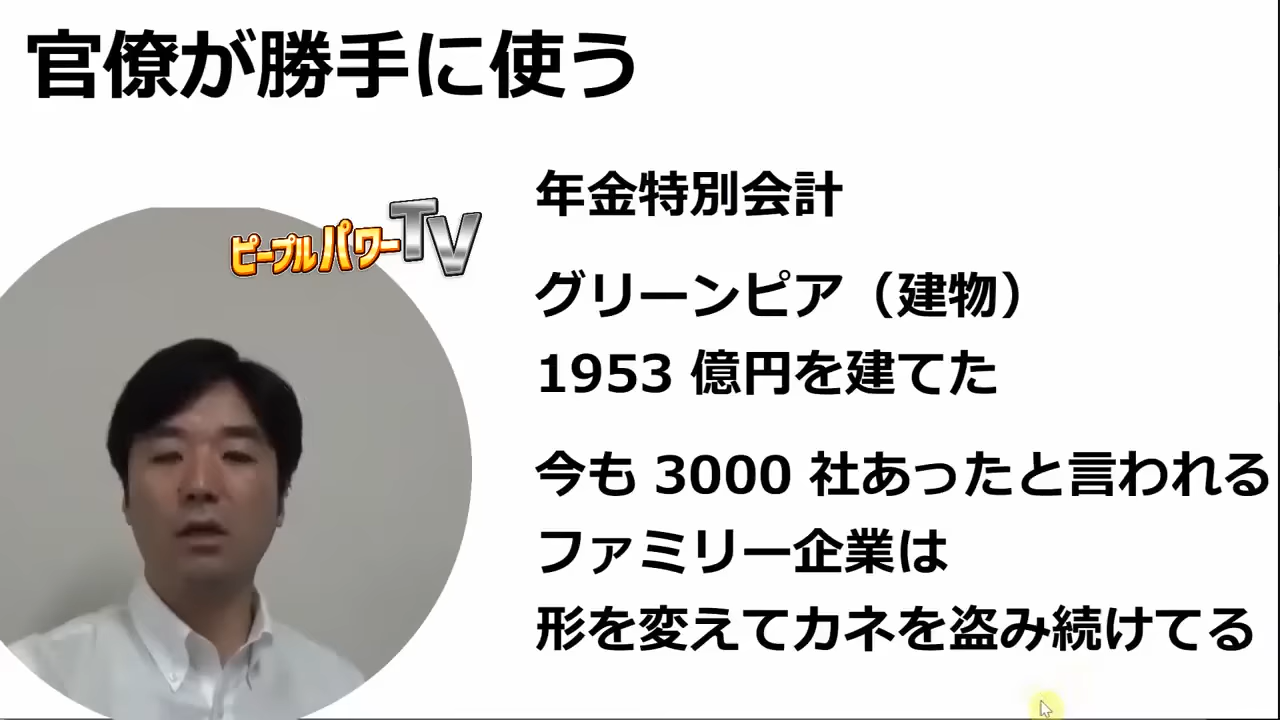 官僚が勝手に使う
ピープルパワーTV
年金特別会計
グリーンピア（建物）
1953 億円を建てた
今も 3000 社あったと言われる
ファミリー企業は
形を変えてカネを盗み続けてる